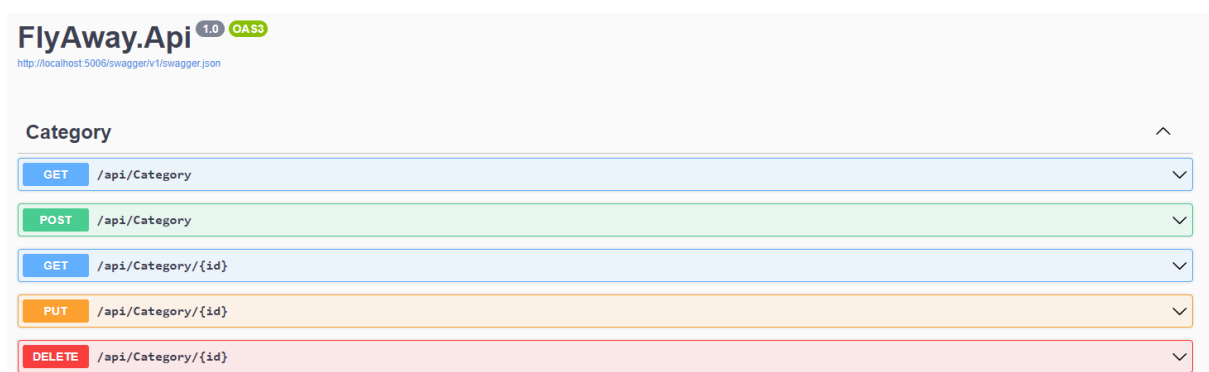 FlyAway.Api 1.0 OAS3
http://localhost:5006/swagger/v1/swagger.json
Category
GET /api/Category
POST /api/Category
GET /api/Category/{id}
PUT /api/Category/{id}
DELETE /api/Category/{id}